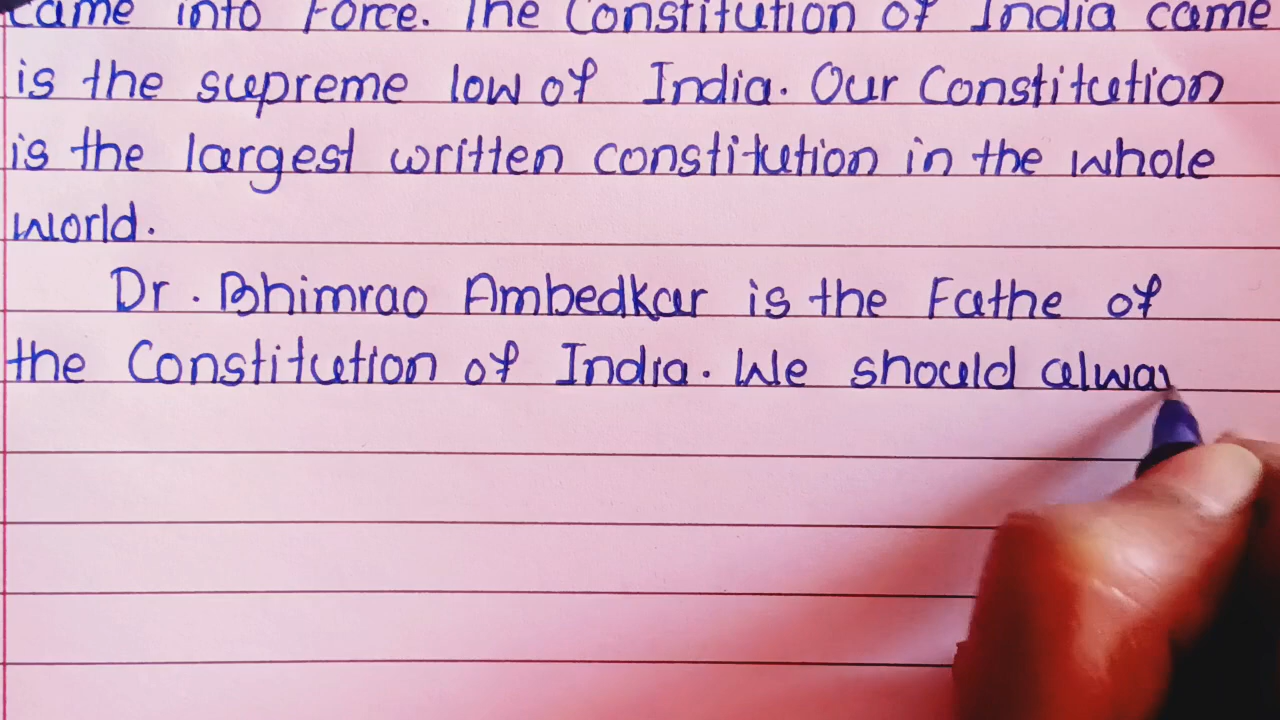 came into Force. The Constitution of India came
is the supreme low of India. Our Constitution
is the largest written constitution in the whole
world.
Dr. Bhimrao Ambedkar is the Fathe of
the Constitution of India. We should alwa